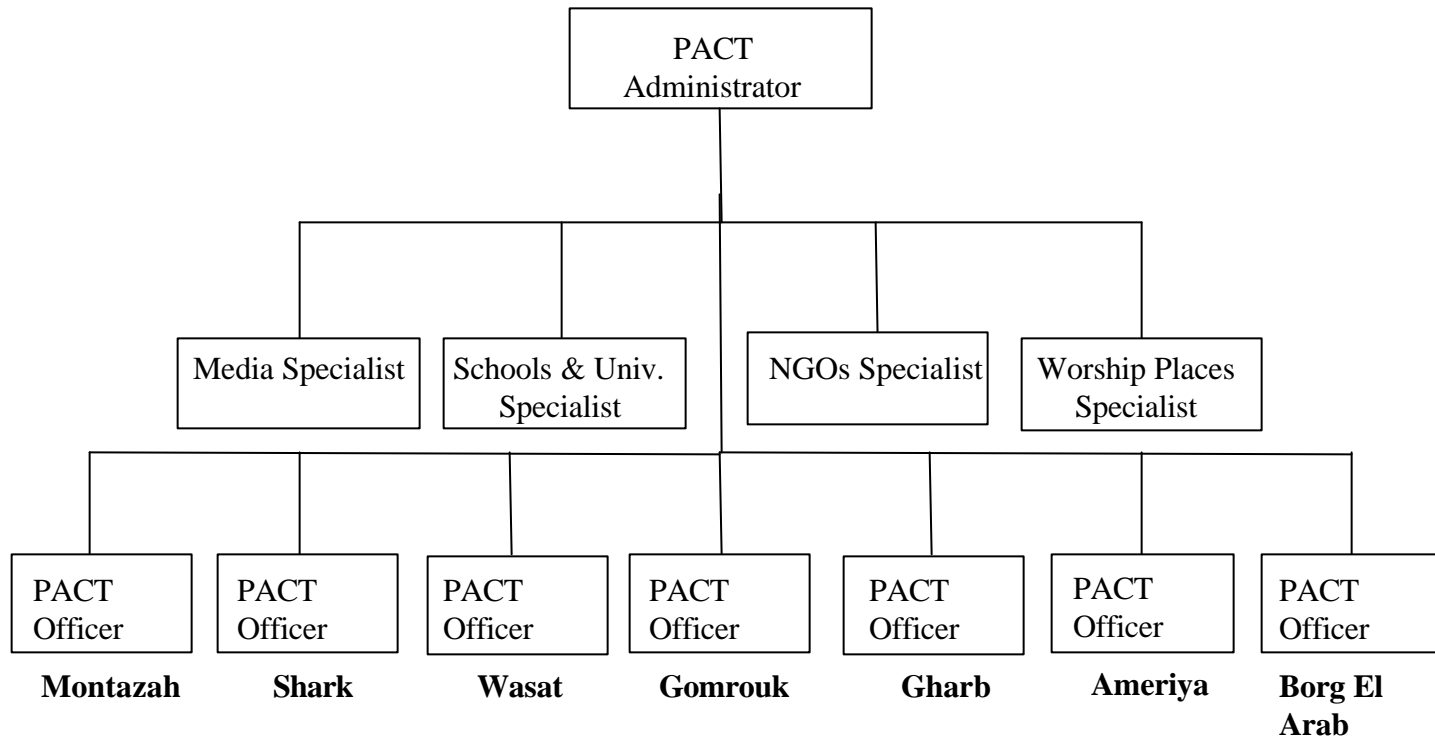 PACT
Administrator
Media Specialist
Schools & Univ.
Specialist
NGOs Specialist
Worship Places
Specialist
PACT
Officer
PACT
Officer
PACT
Officer
PACT
Officer
PACT
Officer
PACT
Officer
PACT
Officer
Montazah
Shark
Wasat
Gomrouk
Gharb
Ameriya
Borg El
Arab